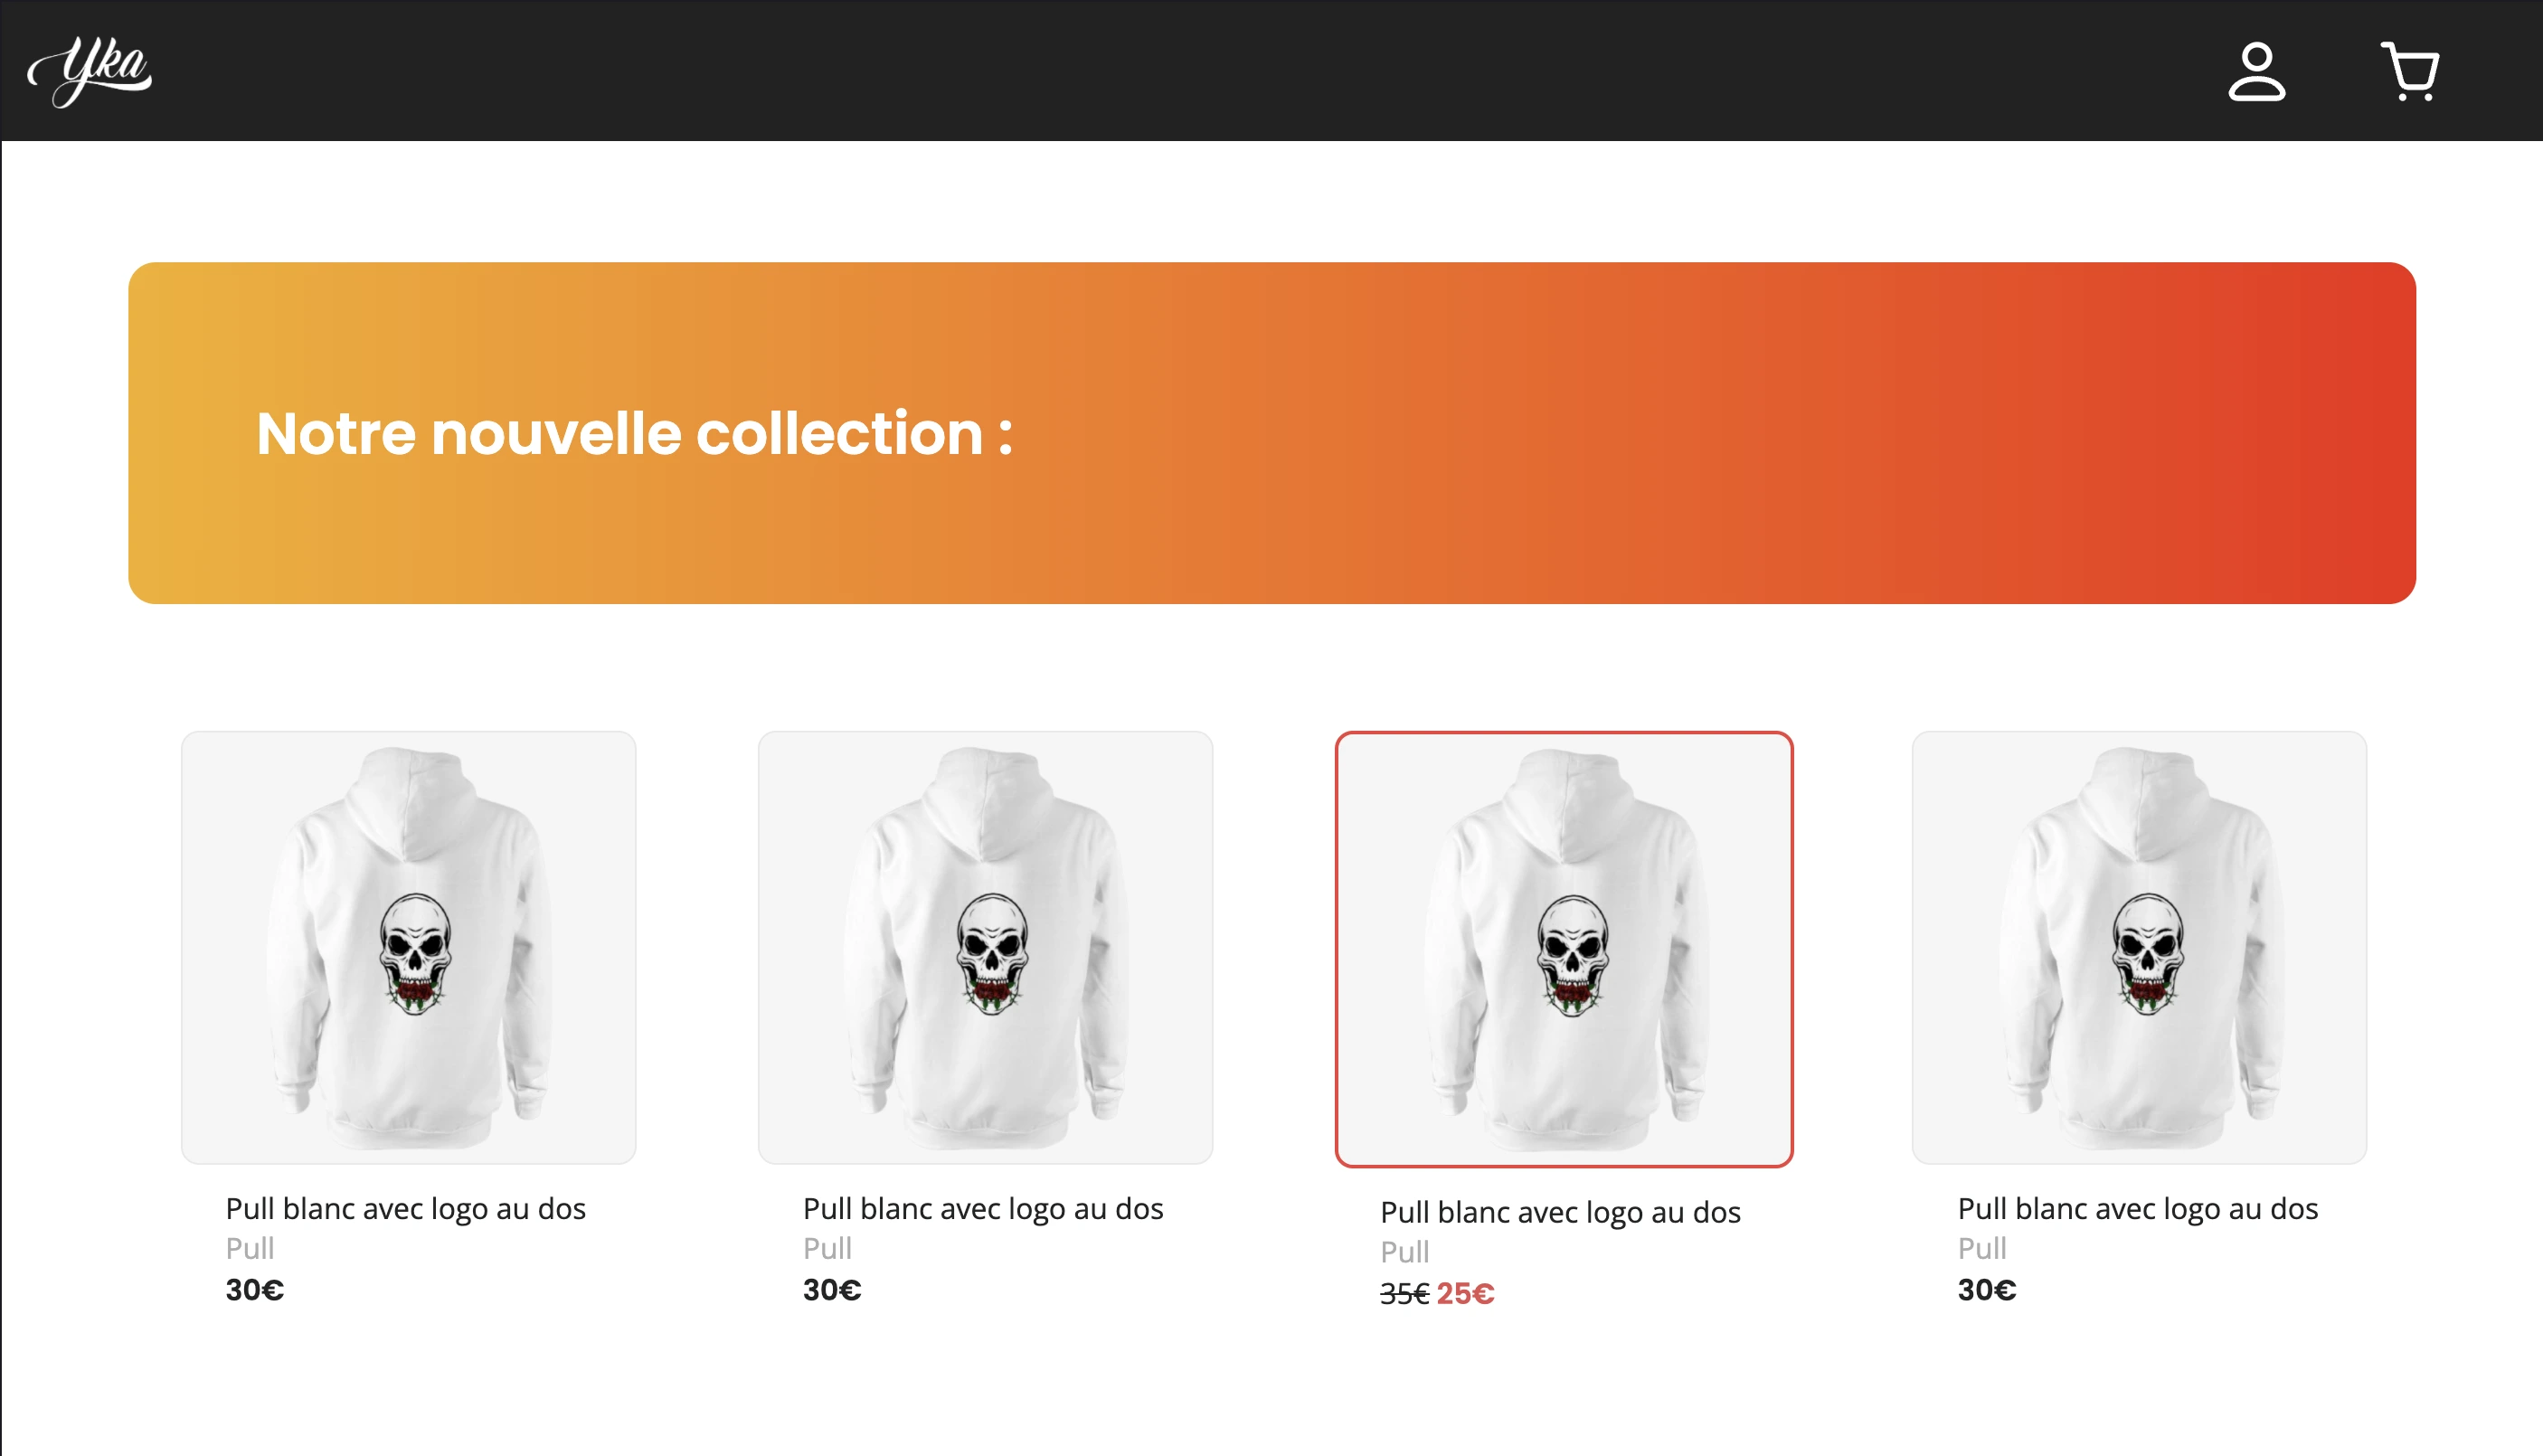 Yka
Notre nouvelle collection :
Pull blanc avec logo au dos
Pull
30€
Pull blanc avec logo au dos
Pull
30€
Pull blanc avec logo au dos
Pull
35€ 25€
Pull blanc avec logo au dos
Pull
30€